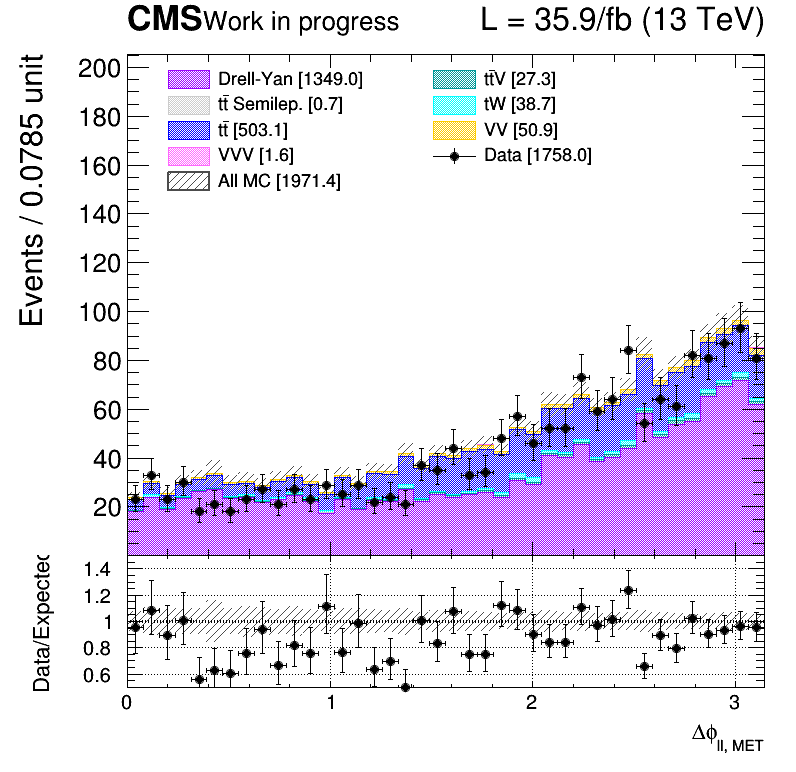 CMS Work in progress L = 35.9/fb (13 TeV)
Events / 0.0785 unit
200
180
160
140
120
100
80
60
40
20
Drell-Yan [1349.0]
tt̄ Semilep. [0.7]
tt̄ [503.1]
VVV [1.6]
All MC [1971.4]
tt̄V [27.3]
tW [38.7]
VV [50.9]
Data [1758.0]
Data/Expected
1.4
1.2
1
0.8
0.6
0 1 2 3
Δϕll, MET